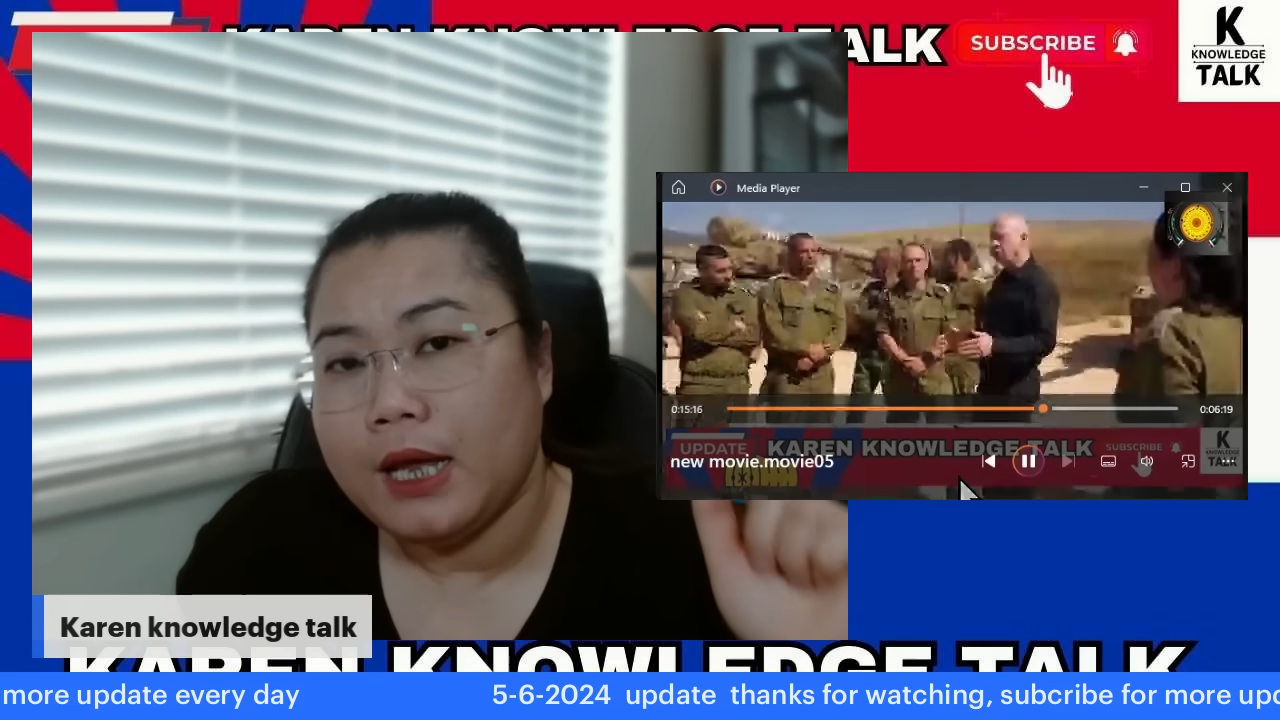 KAREN KNOWLEDGE TALK
SUBSCRIBE
K
KNOWLEDGE
TALK
Media Player
0:15:16
0:06:19
UPDATE
KAREN KNOWLEDGE TALK
SUBSCRIBE
K
TALK
new movie.movie05
Karen knowledge talk
KAREN KNOWLEDGE TALK
more update every day
5-6-2024 update thanks for watching, subcribe for more upd